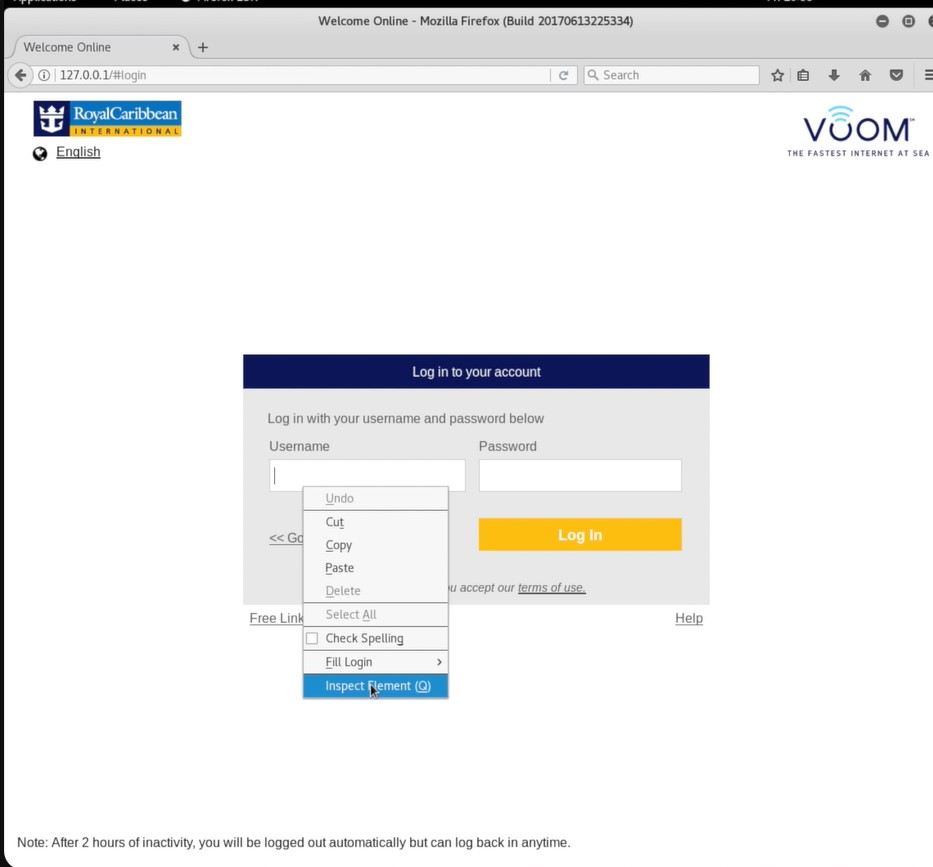 Welcome Online - Mozilla Firefox (Build 20170613225334)
Welcome Online
127.0.0.1/#login
Search
RoyalCaribbean
INTERNATIONAL
VOOM
THE FASTEST INTERNET AT SEA
English
Log in to your account
Log in with your username and password below
Username Password
Undo
Cut
<< Go
Log In
Copy
Paste
Delete
accept our terms of use.
Select All
Free Link
Help
Check Spelling
Fill Login
Inspect Element (Q)
Note: After 2 hours of inactivity, you will be logged out automatically but can log back in anytime.